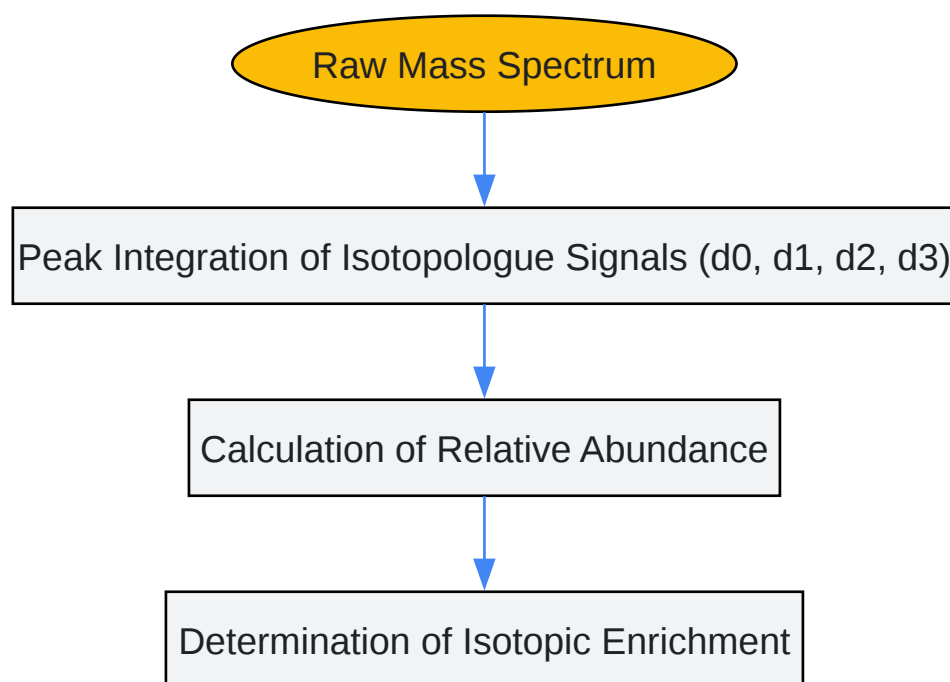 Raw Mass Spectrum
Peak Integration of Isotopologue Signals (d0, d1, d2, d3)
Calculation of Relative Abundance
Determination of Isotopic Enrichment